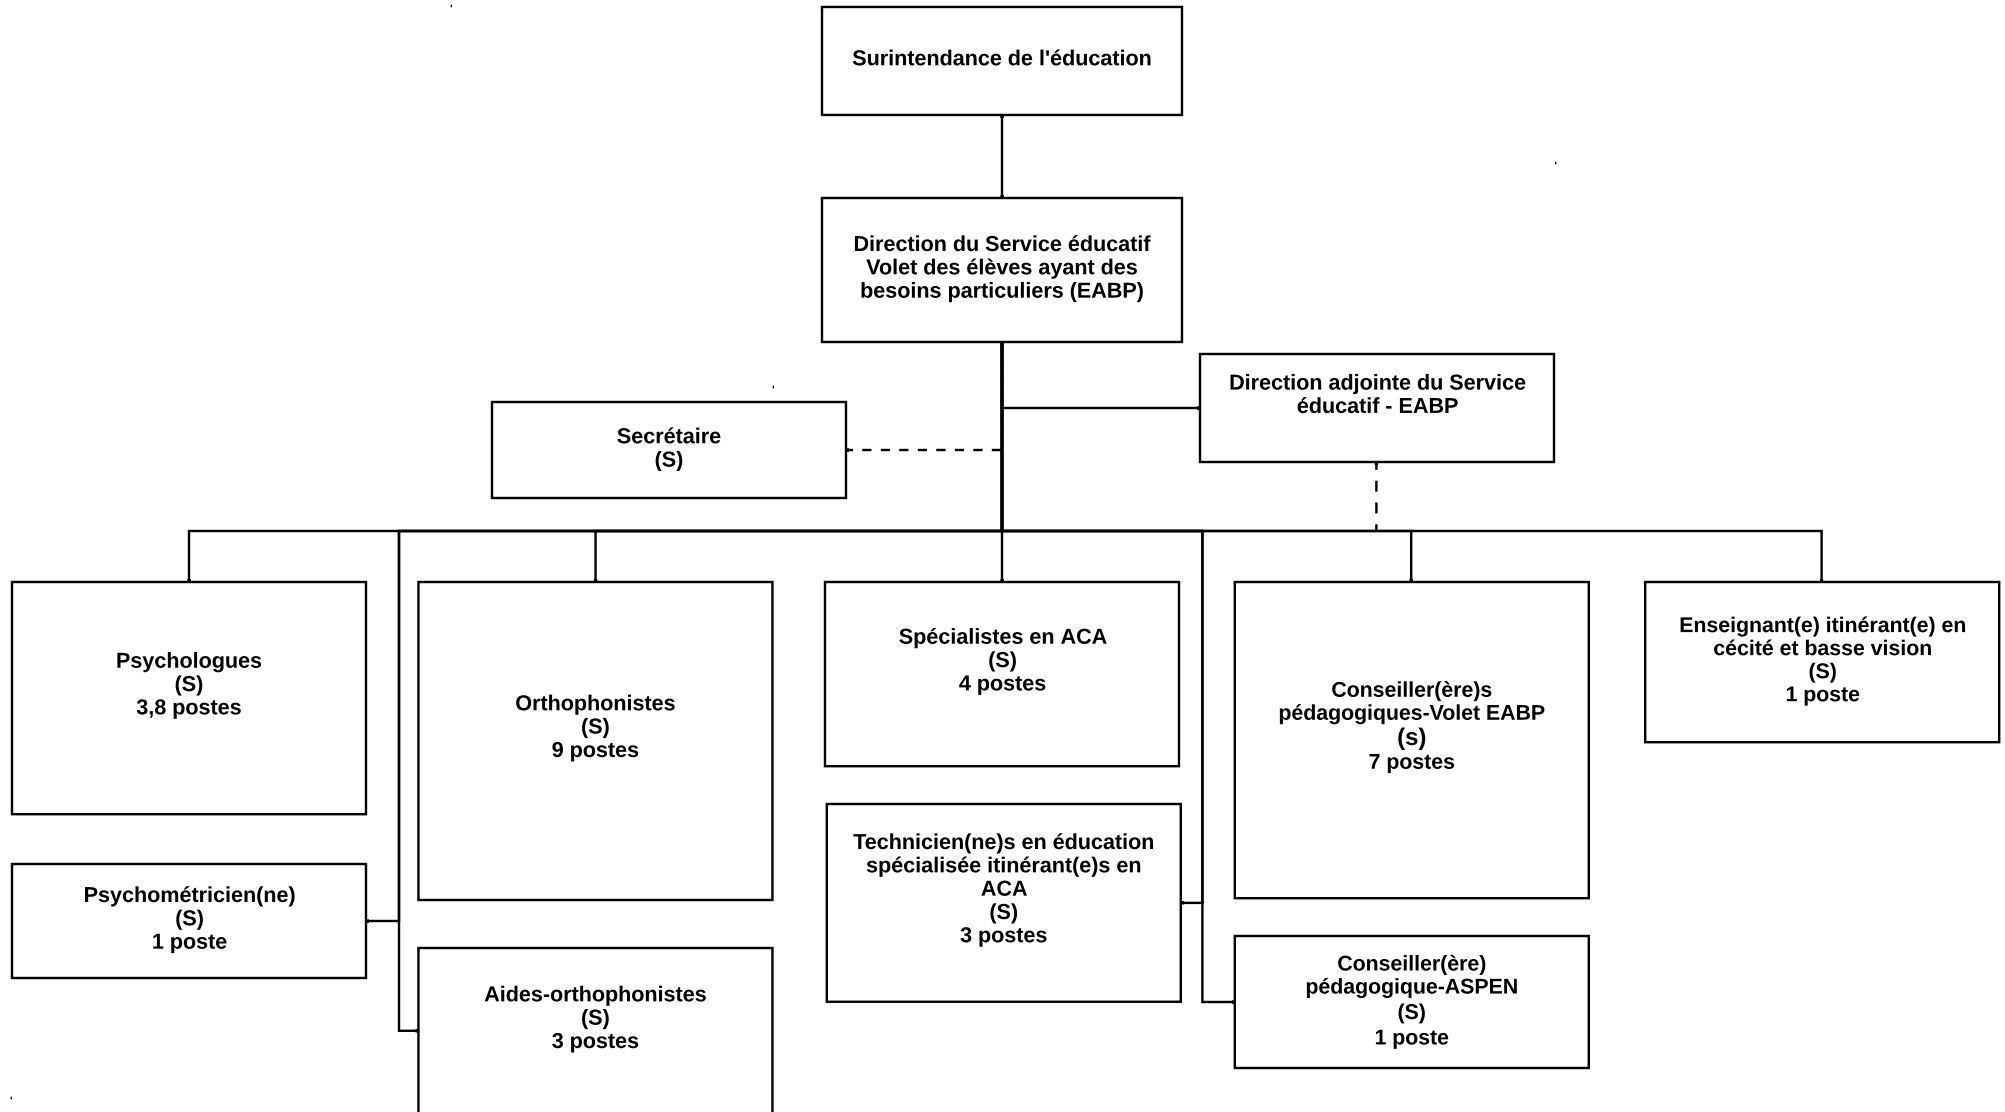 Surintendance de l'éducation
Direction du Service éducatif
Volet des élèves ayant des
besoins particuliers (EABP)
Direction adjointe du Service
éducatif - EABP
Secrétaire
(S)
Psychologues
(S)
3,8 postes
Orthophonistes
(S)
9 postes
Spécialistes en ACA
(S)
4 postes
Conseiller(ère)s
pédagogiques-Volet EABP
(s)
7 postes
Enseignant(e) itinérant(e) en
cécité et basse vision
(S)
1 poste
Psychométricien(ne)
(S)
1 poste
Aides-orthophonistes
(S)
3 postes
Technicien(ne)s en éducation
spécialisée itinérant(e)s en
ACA
(S)
3 postes
Conseiller(ère)
pédagogique-ASPEN
(S)
1 poste